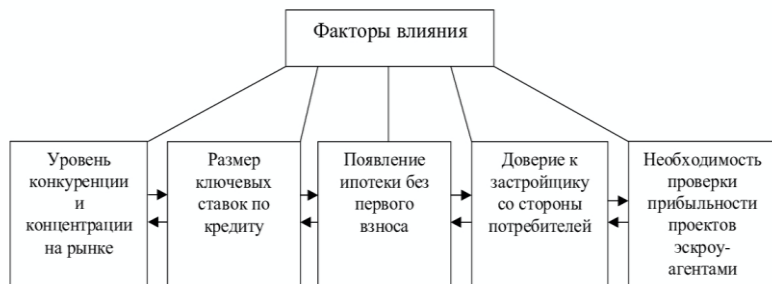 Факторы влияния
Уровень
конкуренции
и
концентрации
на рынке
Размер
ключевых
ставок по
кредиту
Появление
ипотеки без
первого
взноса
Доверие к
застройщику
со стороны
потребителей
Необходимость
проверки
прибыльности
проектов
эскроу-
агентами